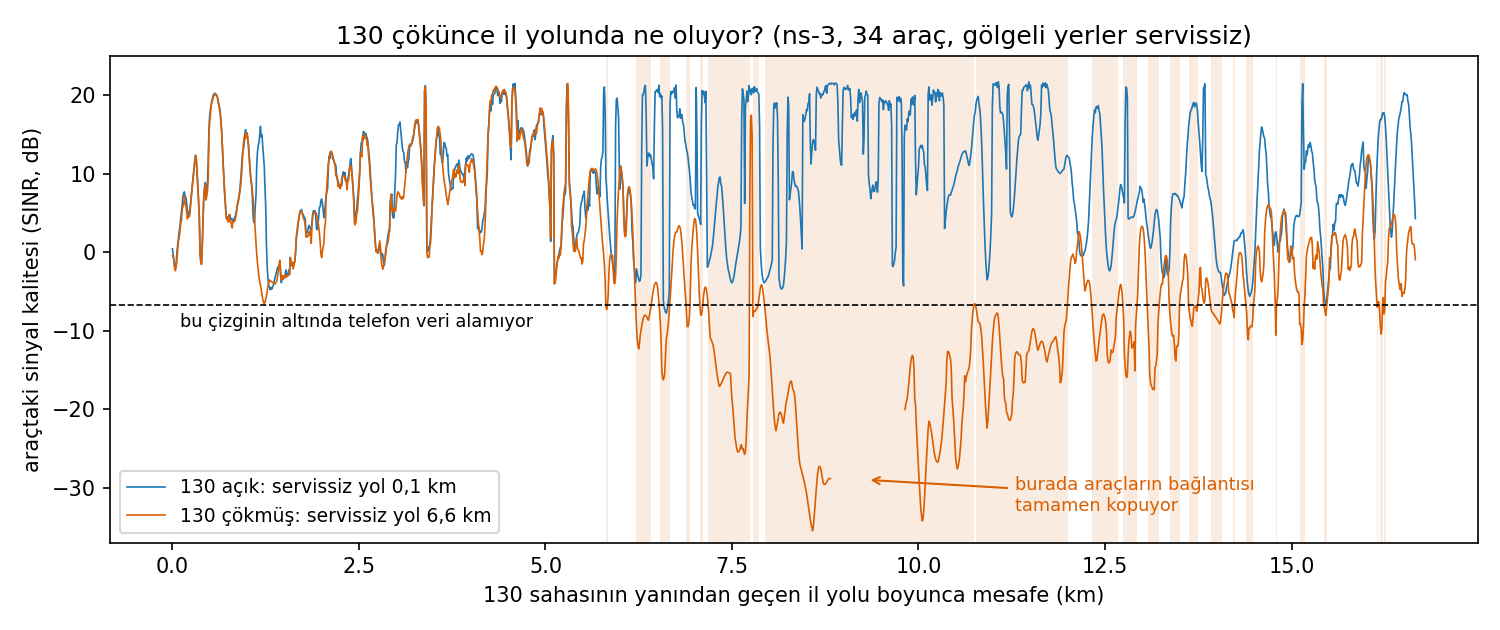 130 çökünce il yolunda ne oluyor? (ns-3, 34 araç, gölgeli yerler servissiz)
araçtaki sinyal kalitesi (SINR, dB)
20
10
0
−10
−20
−30
bu çizginin altında telefon veri alamıyor
130 açık: servissiz yol 0,1 km
130 çökmüş: servissiz yol 6,6 km
burada araçların bağlantısı
tamamen kopuyor
0.0
2.5
5.0
7.5
10.0
12.5
15.0
130 sahasının yanından geçen il yolu boyunca mesafe (km)